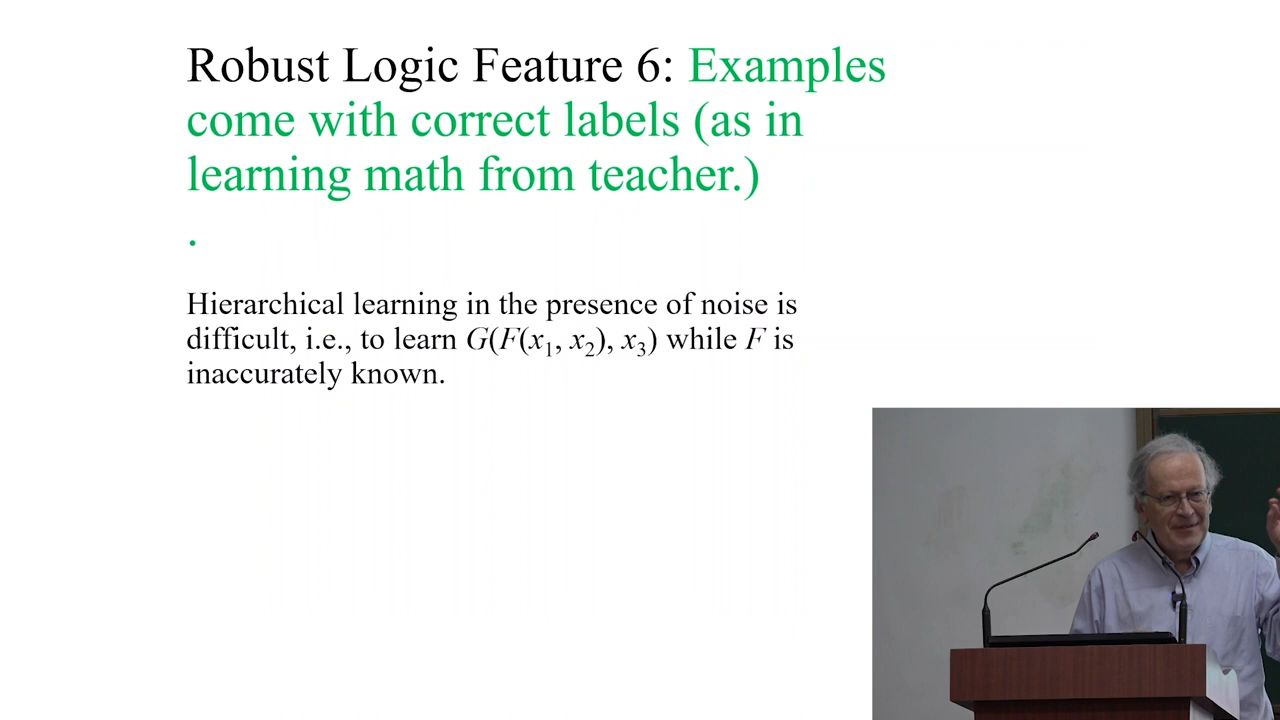 Robust Logic Feature 6: Examples
come with correct labels (as in
learning math from teacher.)
.
Hierarchical learning in the presence of noise is
difficult, i.e., to learn G(F(x₁, x₂), x₃) while F is
inaccurately known.